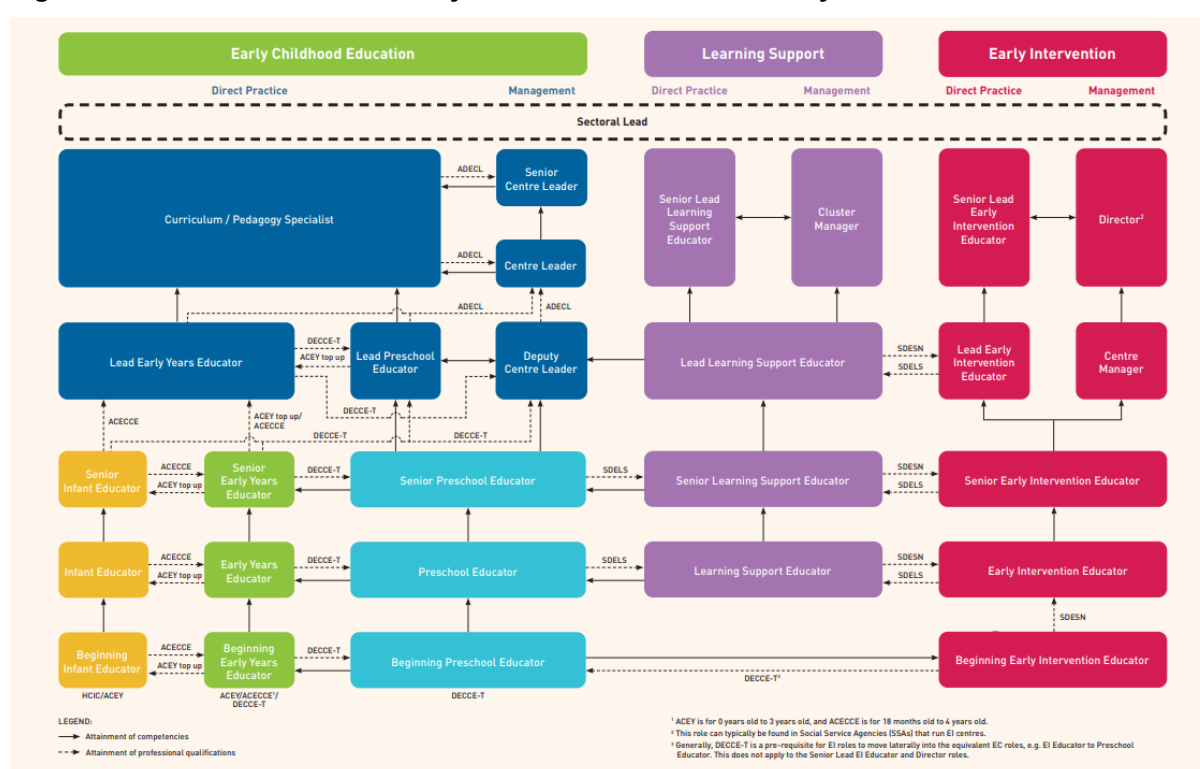 Early Childhood Education
Learning Support
Early Intervention
Direct Practice
Management
Direct Practice
Management
Direct Practice
Management
Sectoral Lead
Curriculum / Pedagogy Specialist
ADECL
Senior
Centre Leader
ADECL
Centre Leader
Senior Lead
Learning
Support
Educator
Cluster
Manager
Senior Lead
Early
Intervention
Educator
Director²
ADECL
ADECL
Lead Early Years Educator
DECCE-T
ACEY top up
Lead Preschool
Educator
Deputy
Centre Leader
Lead Learning Support Educator
SDESN
SDELS
Lead Early
Intervention
Educator
Centre
Manager
ACECCE
ACEY top up/
ACECCE
DECCE-T
DECCE-T
DECCE-T
Senior
Infant Educator
ACECCE
ACEY top up
Senior
Early Years
Educator
DECCE-T
Senior Preschool Educator
SDELS
Senior Learning Support Educator
SDESN
SDELS
Senior Early Intervention Educator
Infant Educator
ACECCE
ACEY top up
Early Years
Educator
DECCE-T
Preschool Educator
SDELS
Learning Support Educator
SDESN
SDELS
Early Intervention Educator
SDESN
Beginning
Infant Educator
ACECCE
ACEY top up
Beginning
Early Years
Educator
DECCE-T
Beginning Preschool Educator
DECCE-T³
Beginning Early Intervention Educator
HCIC/ACEY
ACEY/ACECCE¹/
DECCE-T
DECCE-T
LEGEND:
Attainment of competencies
Attainment of professional qualifications
¹ ACEY is for 0 years old to 3 years old, and ACECCE is for 18 months old to 4 years old.
² This role can typically be found in Social Service Agencies (SSAs) that run EI centres.
³ Generally, DECCE-T is a pre-requisite for EI roles to move laterally into the equivalent EC roles, e.g. EI Educator to Preschool
Educator. This does not apply to the Senior Lead EI Educator and Director roles.